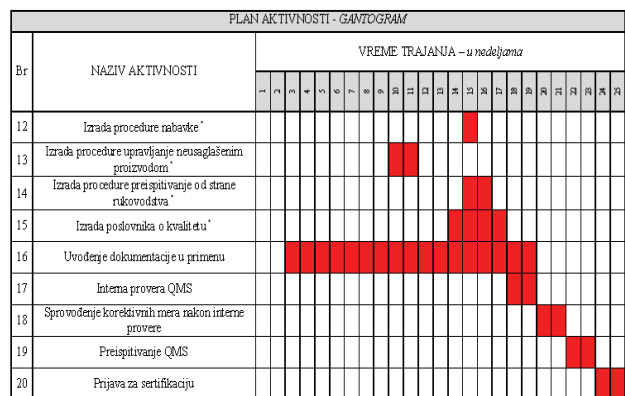 PLAN AKTIVNOSTI - GANTOGRAM
Br
NAZIV AKTIVNOSTI
VREME TRAJANJA – u nedeljama
1 2 3 4 5 6 7 8 9 10 11 12 13 14 15 16 17 18 19 20 21 22 23 24 25
12 Izrada procedure nabavke*
13 Izrada procedure upravljanje neusaglašenim
proizvodom*
14 Izrada procedure preispitivanje od strane
rukovodstva*
15 Izrada poslovnika o kvalitetu*
16 Uvođenje dokumentacije u primenu
17 Interna provera QMS
18 Sprovođenje korektivnih mera nakon interne
provere
19 Preispitivanje QMS
20 Prijava za sertifikaciju